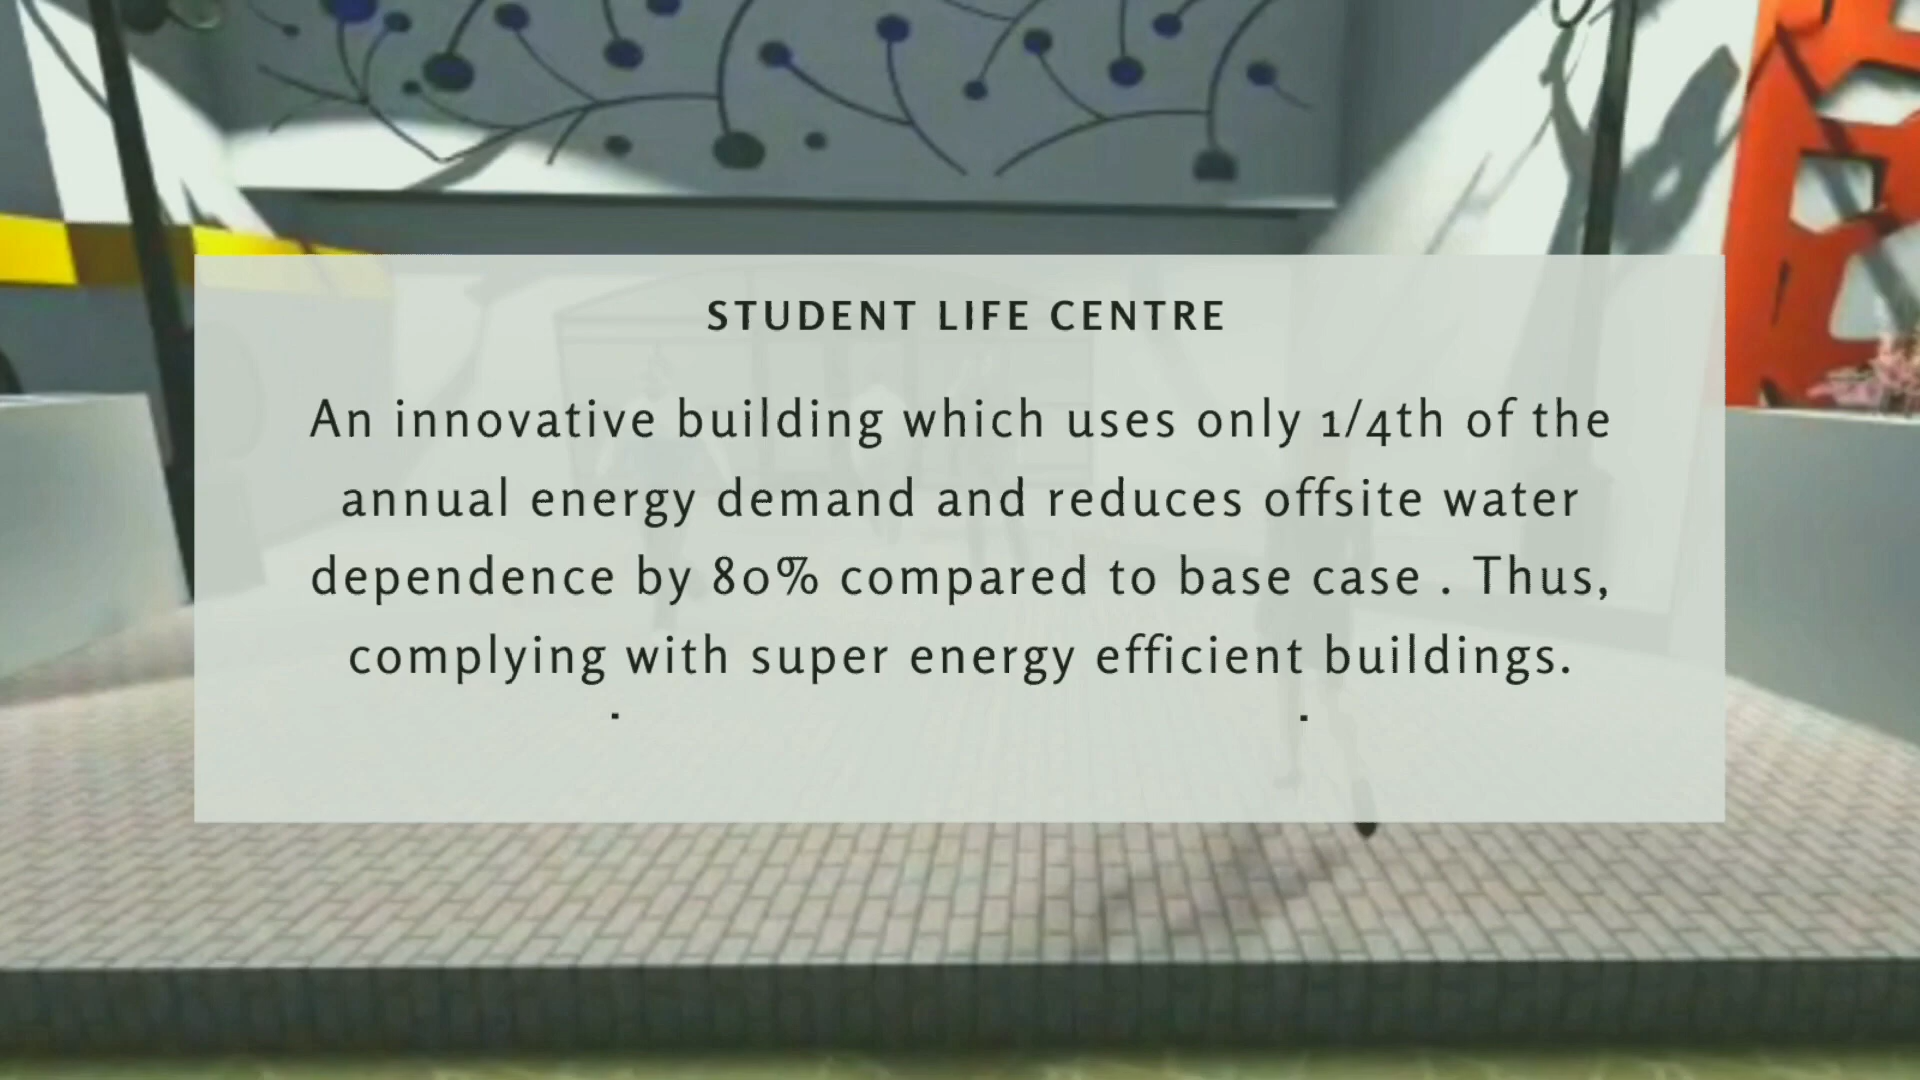 STUDENT LIFE CENTRE
An innovative building which uses only 1/4th of the
annual energy demand and reduces offsite water
dependence by 80% compared to base case . Thus,
complying with super energy efficient buildings.